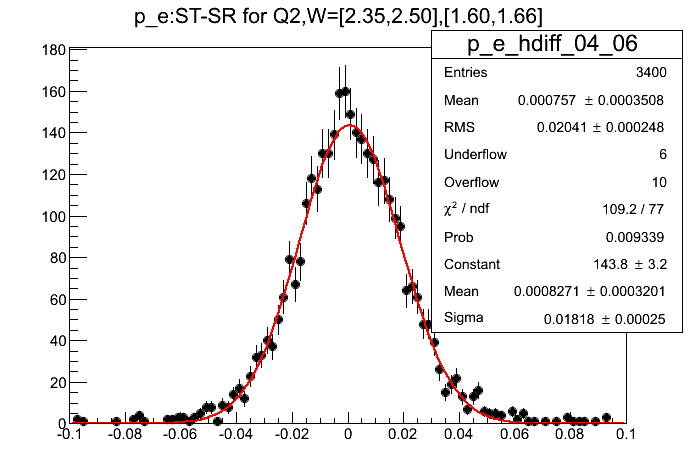 p_e:ST-SR for Q2,W=[2.35,2.50],[1.60,1.66]
p_e_hdiff_04_06
Entries 3400
Mean 0.000757 ± 0.0003508
RMS 0.02041 ± 0.000248
Underflow 6
Overflow 10
χ² / ndf 109.2 / 77
Prob 0.009339
Constant 143.8 ± 3.2
Mean 0.0008271 ± 0.0003201
Sigma 0.01818 ± 0.00025
180
160
140
120
100
80
60
40
20
0
-0.1 -0.08 -0.06 -0.04 -0.02 0 0.02 0.04 0.06 0.08 0.1